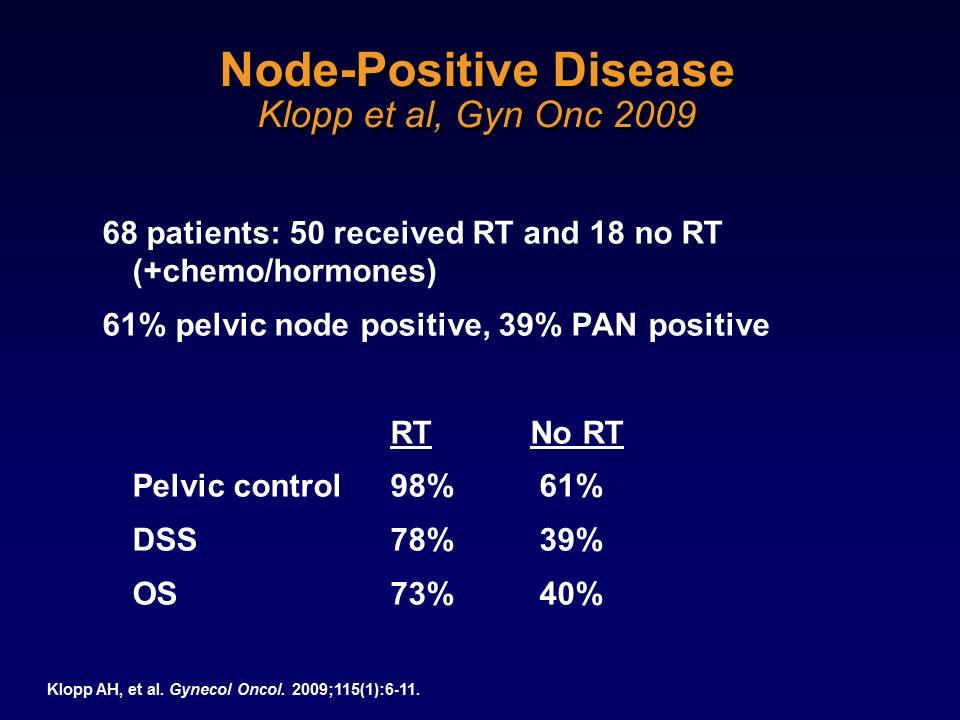 Node-Positive Disease
Klopp et al, Gyn Onc 2009
68 patients: 50 received RT and 18 no RT
(+chemo/hormones)
61% pelvic node positive, 39% PAN positive
RT No RT
Pelvic control 98% 61%
DSS 78% 39%
OS 73% 40%
Klopp AH, et al. Gynecol Oncol. 2009;115(1):6-11.